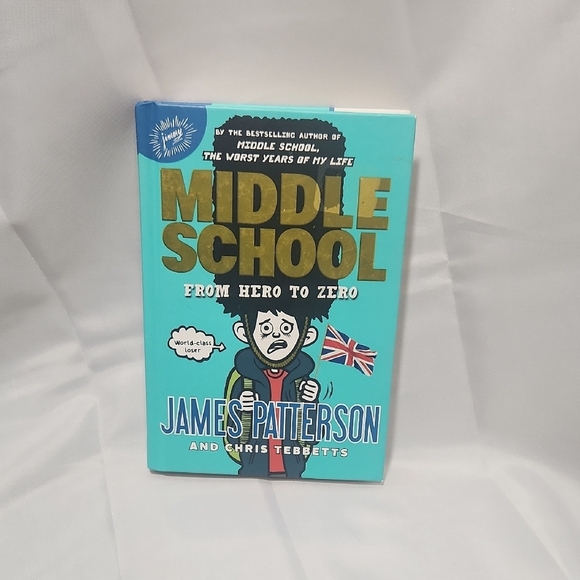 jimmy
BY THE BESTSELLING AUTHOR OF
MIDDLE SCHOOL,
THE WORST YEARS OF MY LIFE
MIDDLE
SCHOOL
FROM HERO TO ZERO
World-class
loser
JAMES PATTERSON
AND CHRIS TEBBETTS